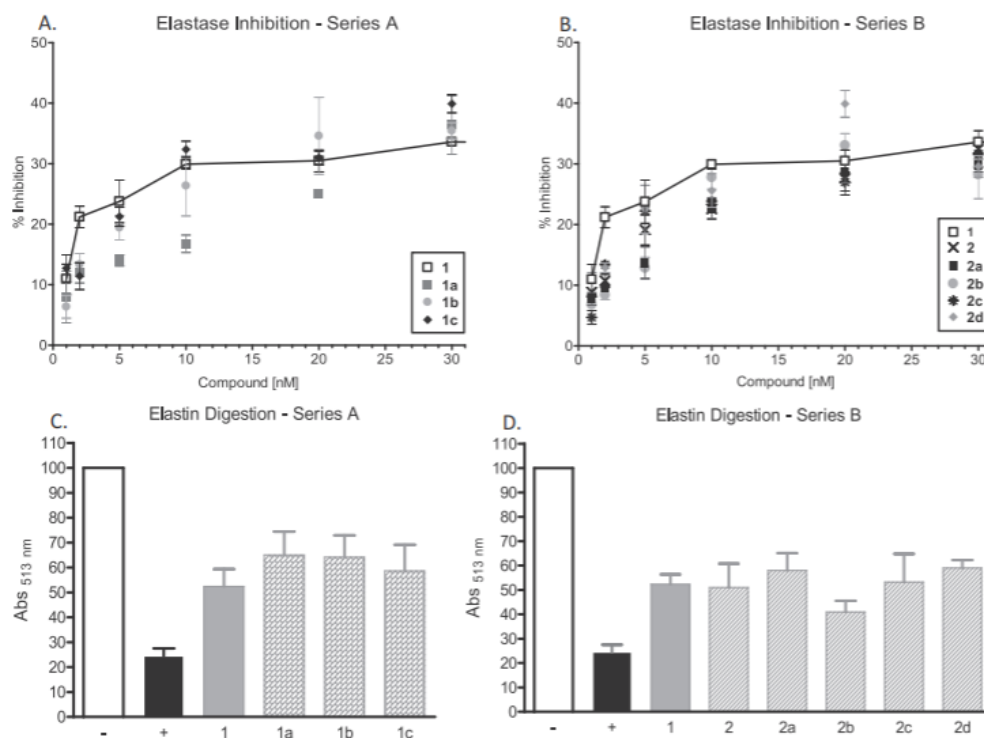 A.
Elastase Inhibition - Series A
50
40
30
20
10
0
% Inhibition
0 5 10 15 20 25 30
Compound [nM]
1
1a
1b
1c
B.
Elastase Inhibition - Series B
50
40
30
20
10
0
% Inhibition
0 5 10 15 20 25 30
Compound [nM]
1
2
2a
2b
2c
2d
C.
Elastin Digestion - Series A
110
100
90
80
70
60
50
40
30
20
10
0
Abs 513 nm
- + 1 1a 1b 1c
D.
Elastin Digestion - Series B
110
100
90
80
70
60
50
40
30
20
10
0
Abs 513 nm
- + 1 2 2a 2b 2c 2d